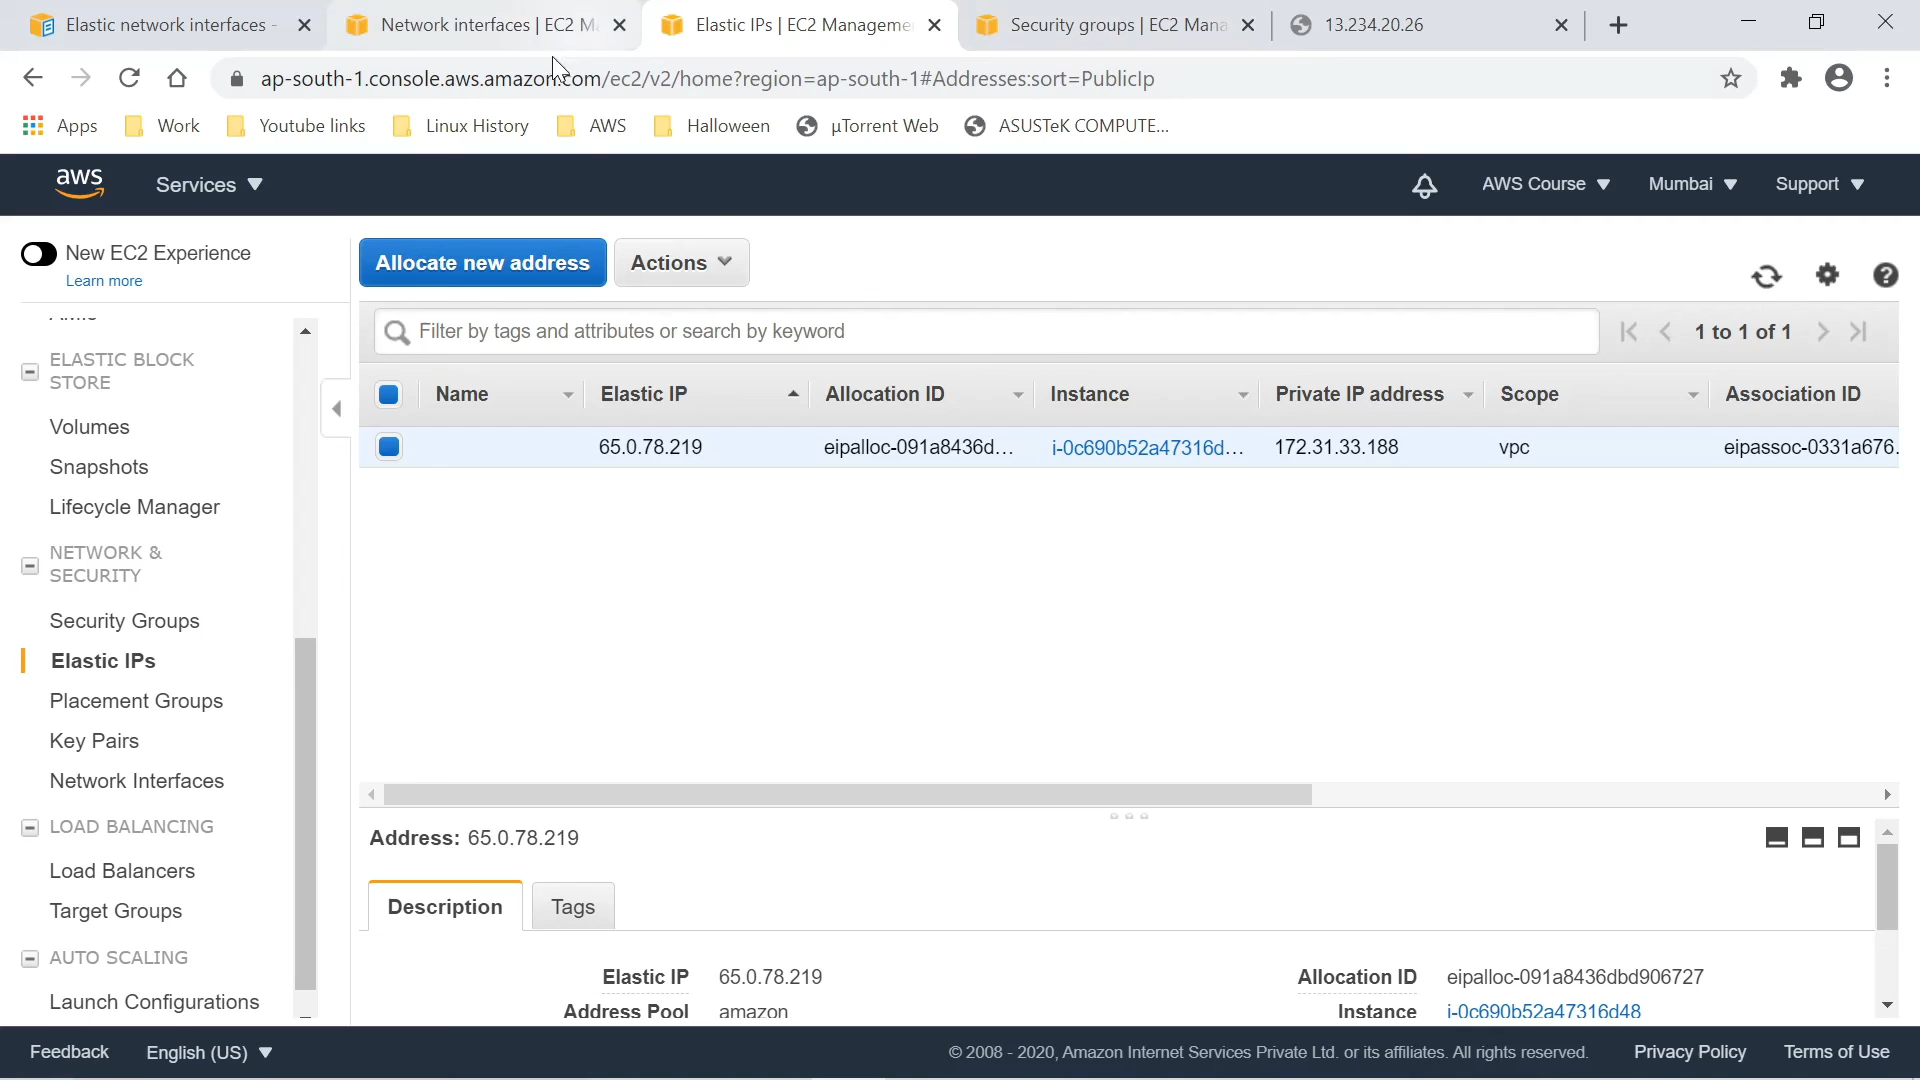 Elastic network interfaces -
Network interfaces | EC2 M
Elastic IPs | EC2 Manageme
Security groups | EC2 Mana
13.234.20.26
ap-south-1.console.aws.amazon.com/ec2/v2/home?region=ap-south-1#Addresses:sort=PublicIp
Apps
Work
Youtube links
Linux History
AWS
Halloween
µTorrent Web
ASUSTeK COMPUTE...
aws
Services
AWS Course
Mumbai
Support
New EC2 Experience
Learn more
Allocate new address
Actions
Filter by tags and attributes or search by keyword
1 to 1 of 1
ELASTIC BLOCK
STORE
Volumes
Snapshots
Lifecycle Manager
NETWORK &
SECURITY
Security Groups
Elastic IPs
Placement Groups
Key Pairs
Network Interfaces
LOAD BALANCING
Load Balancers
Target Groups
AUTO SCALING
Launch Configurations
Name
Elastic IP
Allocation ID
Instance
Private IP address
Scope
Association ID
65.0.78.219
eipalloc-091a8436d...
i-0c690b52a47316d...
172.31.33.188
vpc
eipassoc-0331a676.
Address: 65.0.78.219
Description
Tags
Elastic IP 65.0.78.219
Allocation ID eipalloc-091a8436dbd906727
Address Pool amazon
Instance i-0c690b52a47316d48
Feedback
English (US)
© 2008 - 2020, Amazon Internet Services Private Ltd. or its affiliates. All rights reserved.
Privacy Policy
Terms of Use